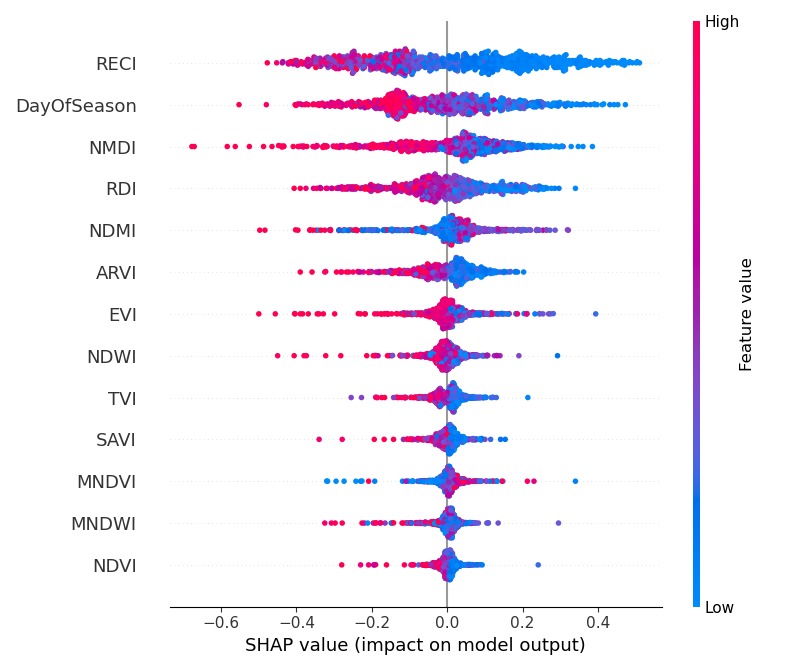 High
RECI
DayOfSeason
NMDI
RDI
NDMI
ARVI
EVI
NDWI
TVI
SAVI
MNDVI
MNDWI
NDVI
Feature value
Low
−0.6 −0.4 −0.2 0.0 0.2 0.4
SHAP value (impact on model output)